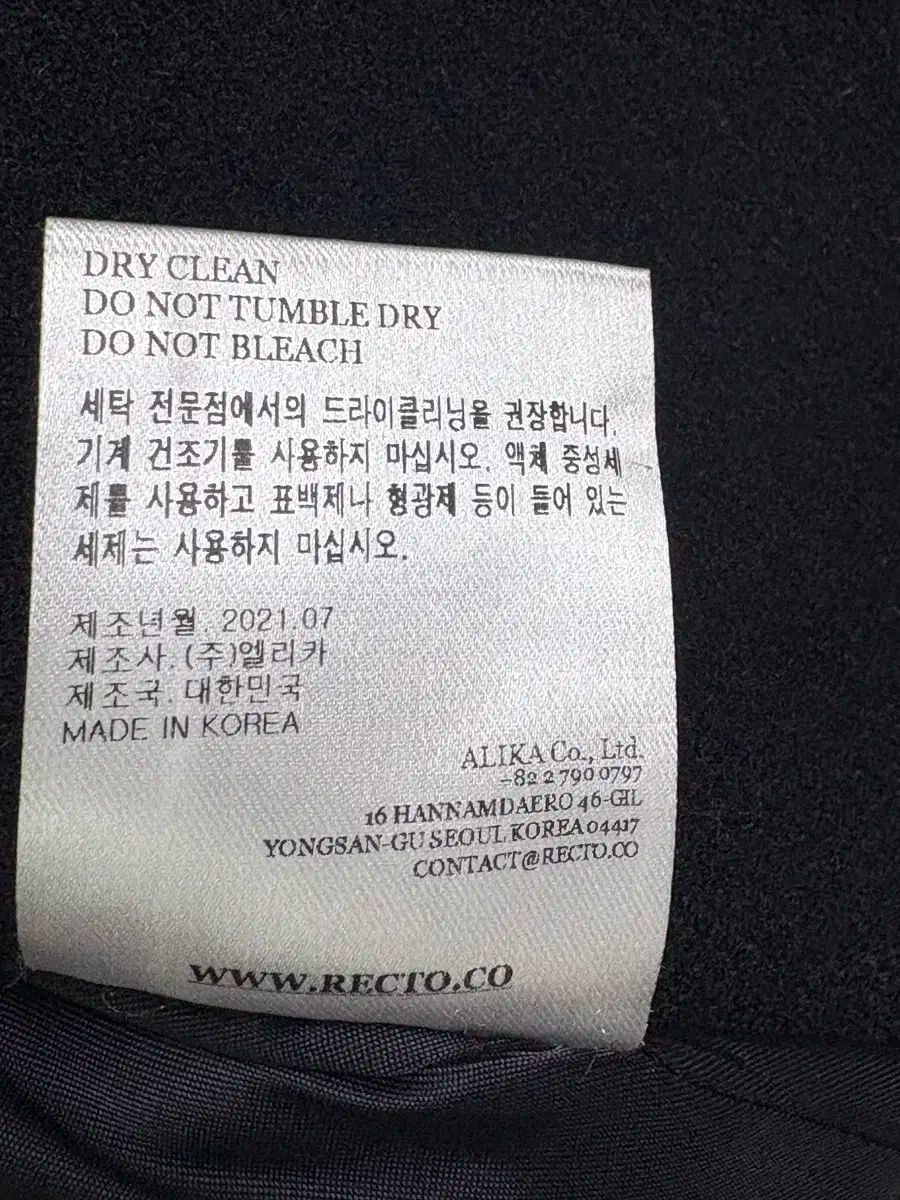 DRY CLEAN
DO NOT TUMBLE DRY
DO NOT BLEACH
세탁 전문점에서의 드라이클리닝을 권장합니다.
기계 건조기를 사용하지 마십시오. 액체 중성세
제를 사용하고 표백제나 형광제 등이 들어 있는
세제는 사용하지 마십시오.
제조년월. 2021.07
제조사. (주)엘리카
제조국. 대한민국
MADE IN KOREA
ALIKA Co., Ltd.
+82 2 790 0797
16 HANNAMDAERO 46-GIL
YONGSAN-GU SEOUL KOREA 04417
CONTACT@RECTO.CO
WWW.RECTO.CO